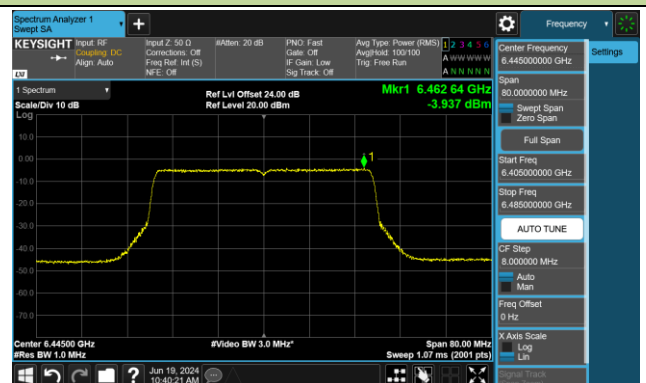 Spectrum Analyzer 1
Swept SA
Frequency
KEYSIGHT
Input: RF
Coupling: DC
Align: Auto
Input Z: 50 Ω
Corrections: Off
Freq Ref: Int (S)
NFE: Off
#Atten: 20 dB
PNO: Fast
Gate: Off
IF Gain: Low
Sig Track: Off
Avg Type: Power (RMS)
Avg|Hold: 100/100
Trig: Free Run
1 2 3 4 5 6
A W W W W W
A N N N N N
LXI
1 Spectrum
Scale/Div 10 dB
Log
Ref Lvl Offset 24.00 dB
Ref Level 20.00 dBm
Mkr1 6.462 64 GHz
-3.937 dBm
1
10.0
0.00
-10.0
-20.0
-30.0
-40.0
-50.0
-60.0
-70.0
Center 6.44500 GHz
#Res BW 1.0 MHz
#Video BW 3.0 MHz*
Span 80.00 MHz
Sweep 1.07 ms (2001 pts)
Jun 19, 2024
10:40:21 AM
Center Frequency
6.445000000 GHz
Span
80.0000000 MHz
Swept Span
Zero Span
Full Span
Start Freq
6.405000000 GHz
Stop Freq
6.485000000 GHz
AUTO TUNE
CF Step
8.000000 MHz
Auto
Man
Freq Offset
0 Hz
X Axis Scale
Log
Lin
Signal Track
Settings